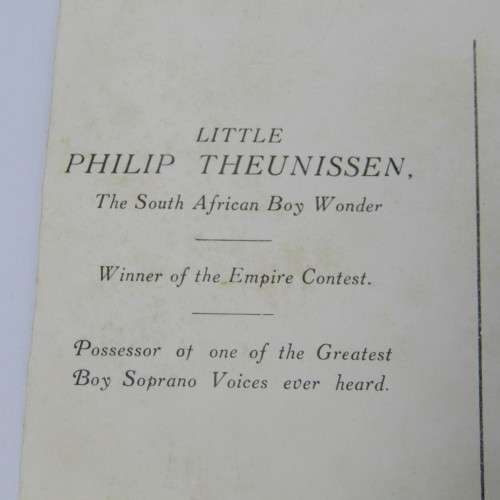 LITTLE
PHILIP THEUNISSEN,
The South African Boy Wonder
Winner of the Empire Contest.
Possessor of one of the Greatest
Boy Soprano Voices ever heard.